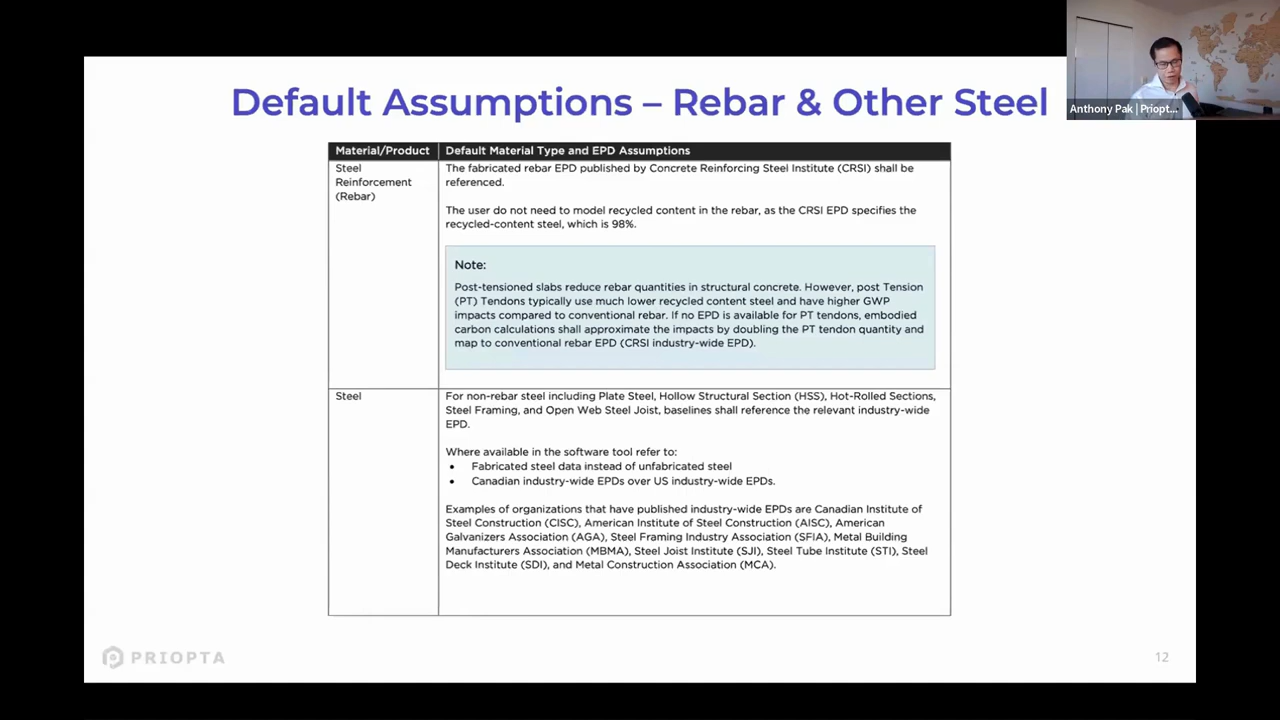 Default Assumptions – Rebar & Other Steel
Anthony Pak | Priopt...
Material/Product
Default Material Type and EPD Assumptions
Steel
Reinforcement
(Rebar)
The fabricated rebar EPD published by Concrete Reinforcing Steel Institute (CRSI) shall be
referenced.
The user do not need to model recycled content in the rebar, as the CRSI EPD specifies the
recycled-content steel, which is 98%.
Note:
Post-tensioned slabs reduce rebar quantities in structural concrete. However, post Tension
(PT) Tendons typically use much lower recycled content steel and have higher GWP
impacts compared to conventional rebar. If no EPD is available for PT tendons, embodied
carbon calculations shall approximate the impacts by doubling the PT tendon quantity and
map to conventional rebar EPD (CRSI industry-wide EPD).
Steel
For non-rebar steel including Plate Steel, Hollow Structural Section (HSS), Hot-Rolled Sections,
Steel Framing, and Open Web Steel Joist, baselines shall reference the relevant industry-wide
EPD.
Where available in the software tool refer to:
• Fabricated steel data instead of unfabricated steel
• Canadian industry-wide EPDs over US industry-wide EPDs.
Examples of organizations that have published industry-wide EPDs are Canadian Institute of
Steel Construction (CISC), American Institute of Steel Construction (AISC), American
Galvanizers Association (AGA), Steel Framing Industry Association (SFIA), Metal Building
Manufacturers Association (MBMA), Steel Joist Institute (SJI), Steel Tube Institute (STI), Steel
Deck Institute (SDI), and Metal Construction Association (MCA).
PRIOPTA
12